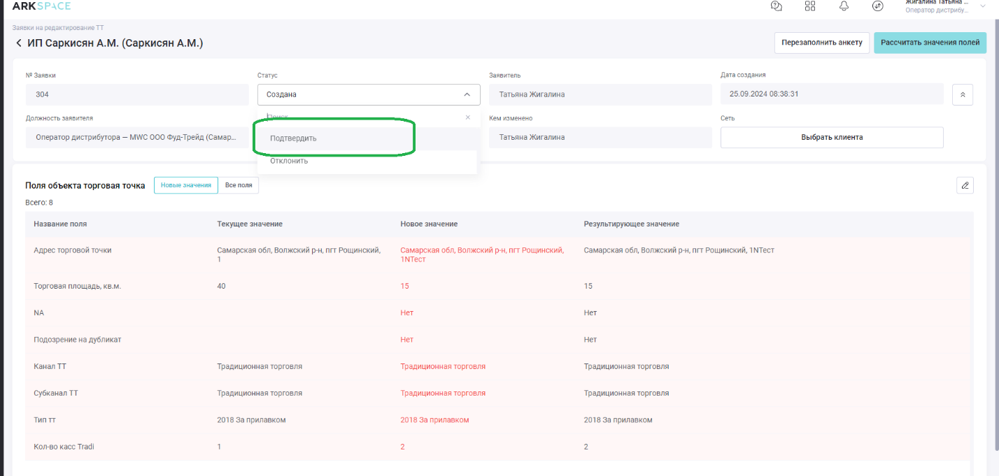 ARKSPACE
Жигалина Татьяна ...
Оператор дистрибу...
Заявки на редактирование ТТ
ИП Саркисян А.М. (Саркисян А.М.)
Перезаполнить анкету
Рассчитать значения полей
№ Заявки
Статус
Заявитель
Дата создания
304
Создана
Татьяна Жигалина
25.09.2024 08:38:31
Поиск
Должность заявителя
Кем изменено
Сеть
Оператор дистрибутора — MWC ООО Фуд-Трейд (Самар...
Подтвердить
Татьяна Жигалина
Выбрать клиента
Отклонить
Поля объекта торговая точка
Новые значения
Все поля
Всего: 8
Название поля
Текущее значение
Новое значение
Результирующее значение
Адрес торговой точки
Самарская обл, Волжский р-н, пгт Рощинский,
1
Самарская обл, Волжский р-н, пгт Рощинский,
1NТест
Самарская обл, Волжский р-н, пгт Рощинский, 1NТест
Торговая площадь, кв.м.
40
15
15
NA
Нет
Нет
Подозрение на дубликат
Нет
Нет
Канал ТТ
Традиционная торговля
Традиционная торговля
Традиционная торговля
Субканал ТТ
Традиционная торговля
Традиционная торговля
Традиционная торговля
Тип тт
2018 За прилавком
2018 За прилавком
2018 За прилавком
Кол-во касс Tradi
1
2
2